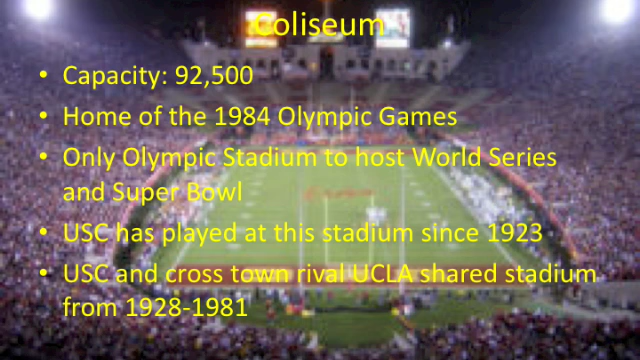 Coliseum
• Capacity: 92,500
• Home of the 1984 Olympic Games
• Only Olympic Stadium to host World Series
and Super Bowl
• USC has played at this stadium since 1923
• USC and cross town rival UCLA shared stadium
from 1928-1981